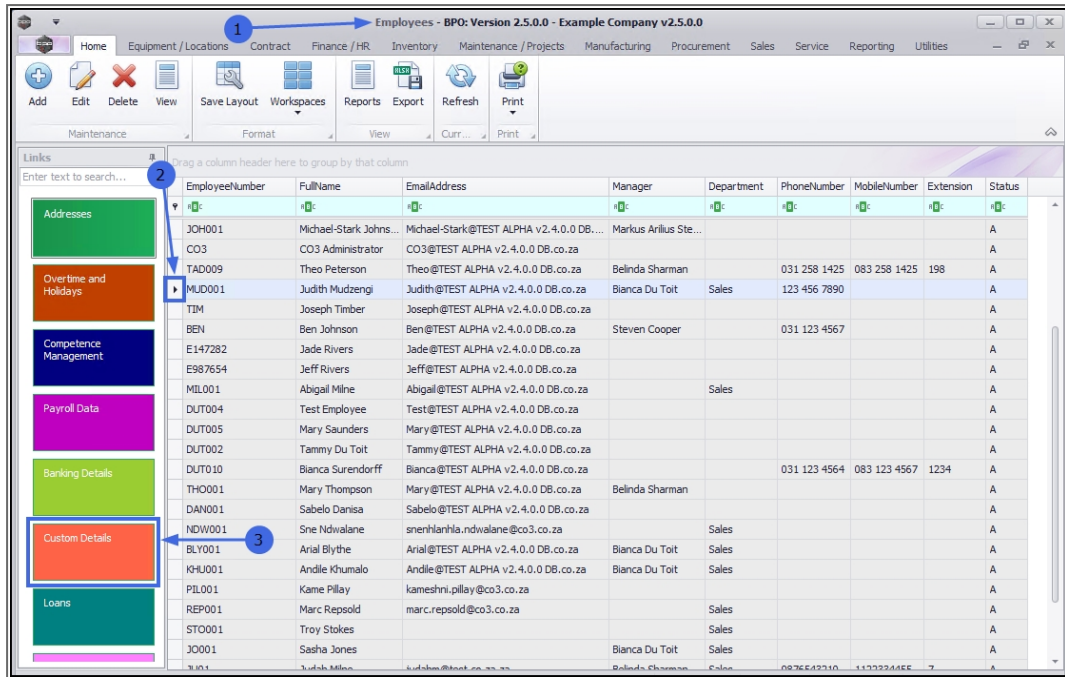 Employees - BPO: Version 2.5.0.0 - Example Company v2.5.0.0
1
Home Equipment / Locations Contract Finance / HR Inventory Maintenance / Projects Manufacturing Procurement Sales Service Reporting Utilities
Add Edit Delete View Save Layout Workspaces Reports Export Refresh Print
Maintenance Format View Curr... Print
Links
Drag a column header here to group by that column
Enter text to search...
2
EmployeeNumber FullName EmailAddress Manager Department PhoneNumber MobileNumber Extension Status
JOH001 Michael-Stark Johns... Michael-Stark@TEST ALPHA v2.4.0.0 DB.... Markus Arilius Ste... A
CO3 CO3 Administrator CO3@TEST ALPHA v2.4.0.0 DB.co.za A
TAD009 Theo Peterson Theo@TEST ALPHA v2.4.0.0 DB.co.za Belinda Sharman 031 258 1425 083 258 1425 198 A
MUD001 Judith Mudzengi Judith@TEST ALPHA v2.4.0.0 DB.co.za Bianca Du Toit Sales 123 456 7890 A
TIM Joseph Timber Joseph@TEST ALPHA v2.4.0.0 DB.co.za A
BEN Ben Johnson Ben@TEST ALPHA v2.4.0.0 DB.co.za Steven Cooper 031 123 4567 A
E147282 Jade Rivers Jade@TEST ALPHA v2.4.0.0 DB.co.za A
E987654 Jeff Rivers Jeff@TEST ALPHA v2.4.0.0 DB.co.za A
MIL001 Abigail Milne Abigail@TEST ALPHA v2.4.0.0 DB.co.za Sales A
DUT004 Test Employee Test@TEST ALPHA v2.4.0.0 DB.co.za A
DUT005 Mary Saunders Mary@TEST ALPHA v2.4.0.0 DB.co.za A
DUT002 Tammy Du Toit Tammy@TEST ALPHA v2.4.0.0 DB.co.za A
DUT010 Bianca Surendorff Bianca@TEST ALPHA v2.4.0.0 DB.co.za 031 123 4564 083 123 4567 1234 A
THO001 Mary Thompson Mary@TEST ALPHA v2.4.0.0 DB.co.za Belinda Sharman A
DAN001 Sabelo Danisa Sabelo@TEST ALPHA v2.4.0.0 DB.co.za A
NDW001 Sne Ndwalane snenhlanhla.ndwalane@co3.co.za Sales A
BLY001 Arial Blythe Arial@TEST ALPHA v2.4.0.0 DB.co.za Bianca Du Toit Sales A
KHU001 Andile Khumalo Andile@TEST ALPHA v2.4.0.0 DB.co.za Bianca Du Toit Sales A
PIL001 Kame Pillay kameshni.pillay@co3.co.za A
REP001 Marc Repsold marc.repsold@co3.co.za Sales A
STO001 Troy Stokes Sales A
JO001 Sasha Jones Bianca Du Toit Sales A
JU01 Judah Milne judahm@test.co.za.za Belinda Sharman Sales 0876543210 1122334455 7 A
Addresses
Overtime and
Holidays
Competence
Management
Payroll Data
Banking Details
Custom Details
3
Loans